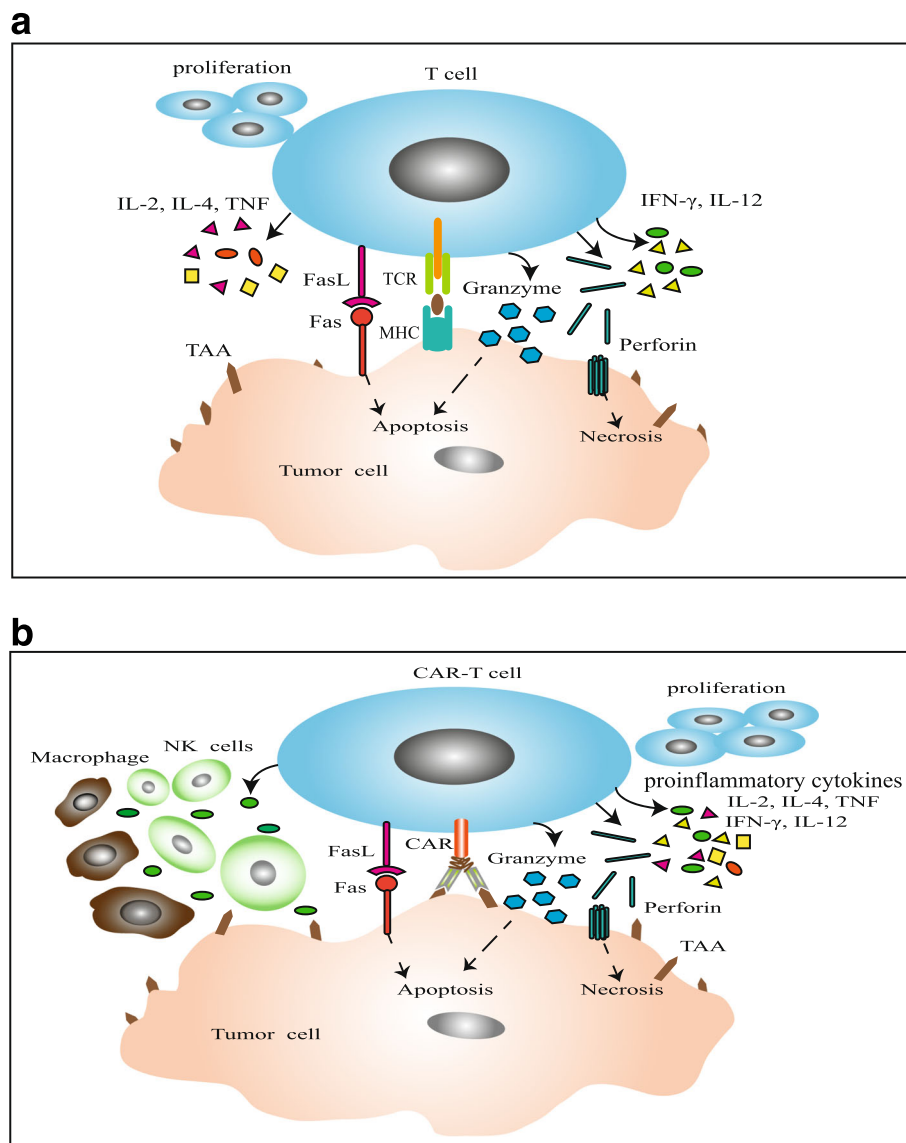 a
proliferation
T cell
IL-2, IL-4, TNF
IFN-γ, IL-12
FasL
TCR
Granzyme
Fas
MHC
TAA
Perforin
Apoptosis
Necrosis
Tumor cell
b
CAR-T cell
proliferation
Macrophage
NK cells
proinflammatory cytokines
IL-2, IL-4, TNF
IFN-γ, IL-12
FasL
CAR
Granzyme
Fas
Perforin
TAA
Apoptosis
Necrosis
Tumor cell